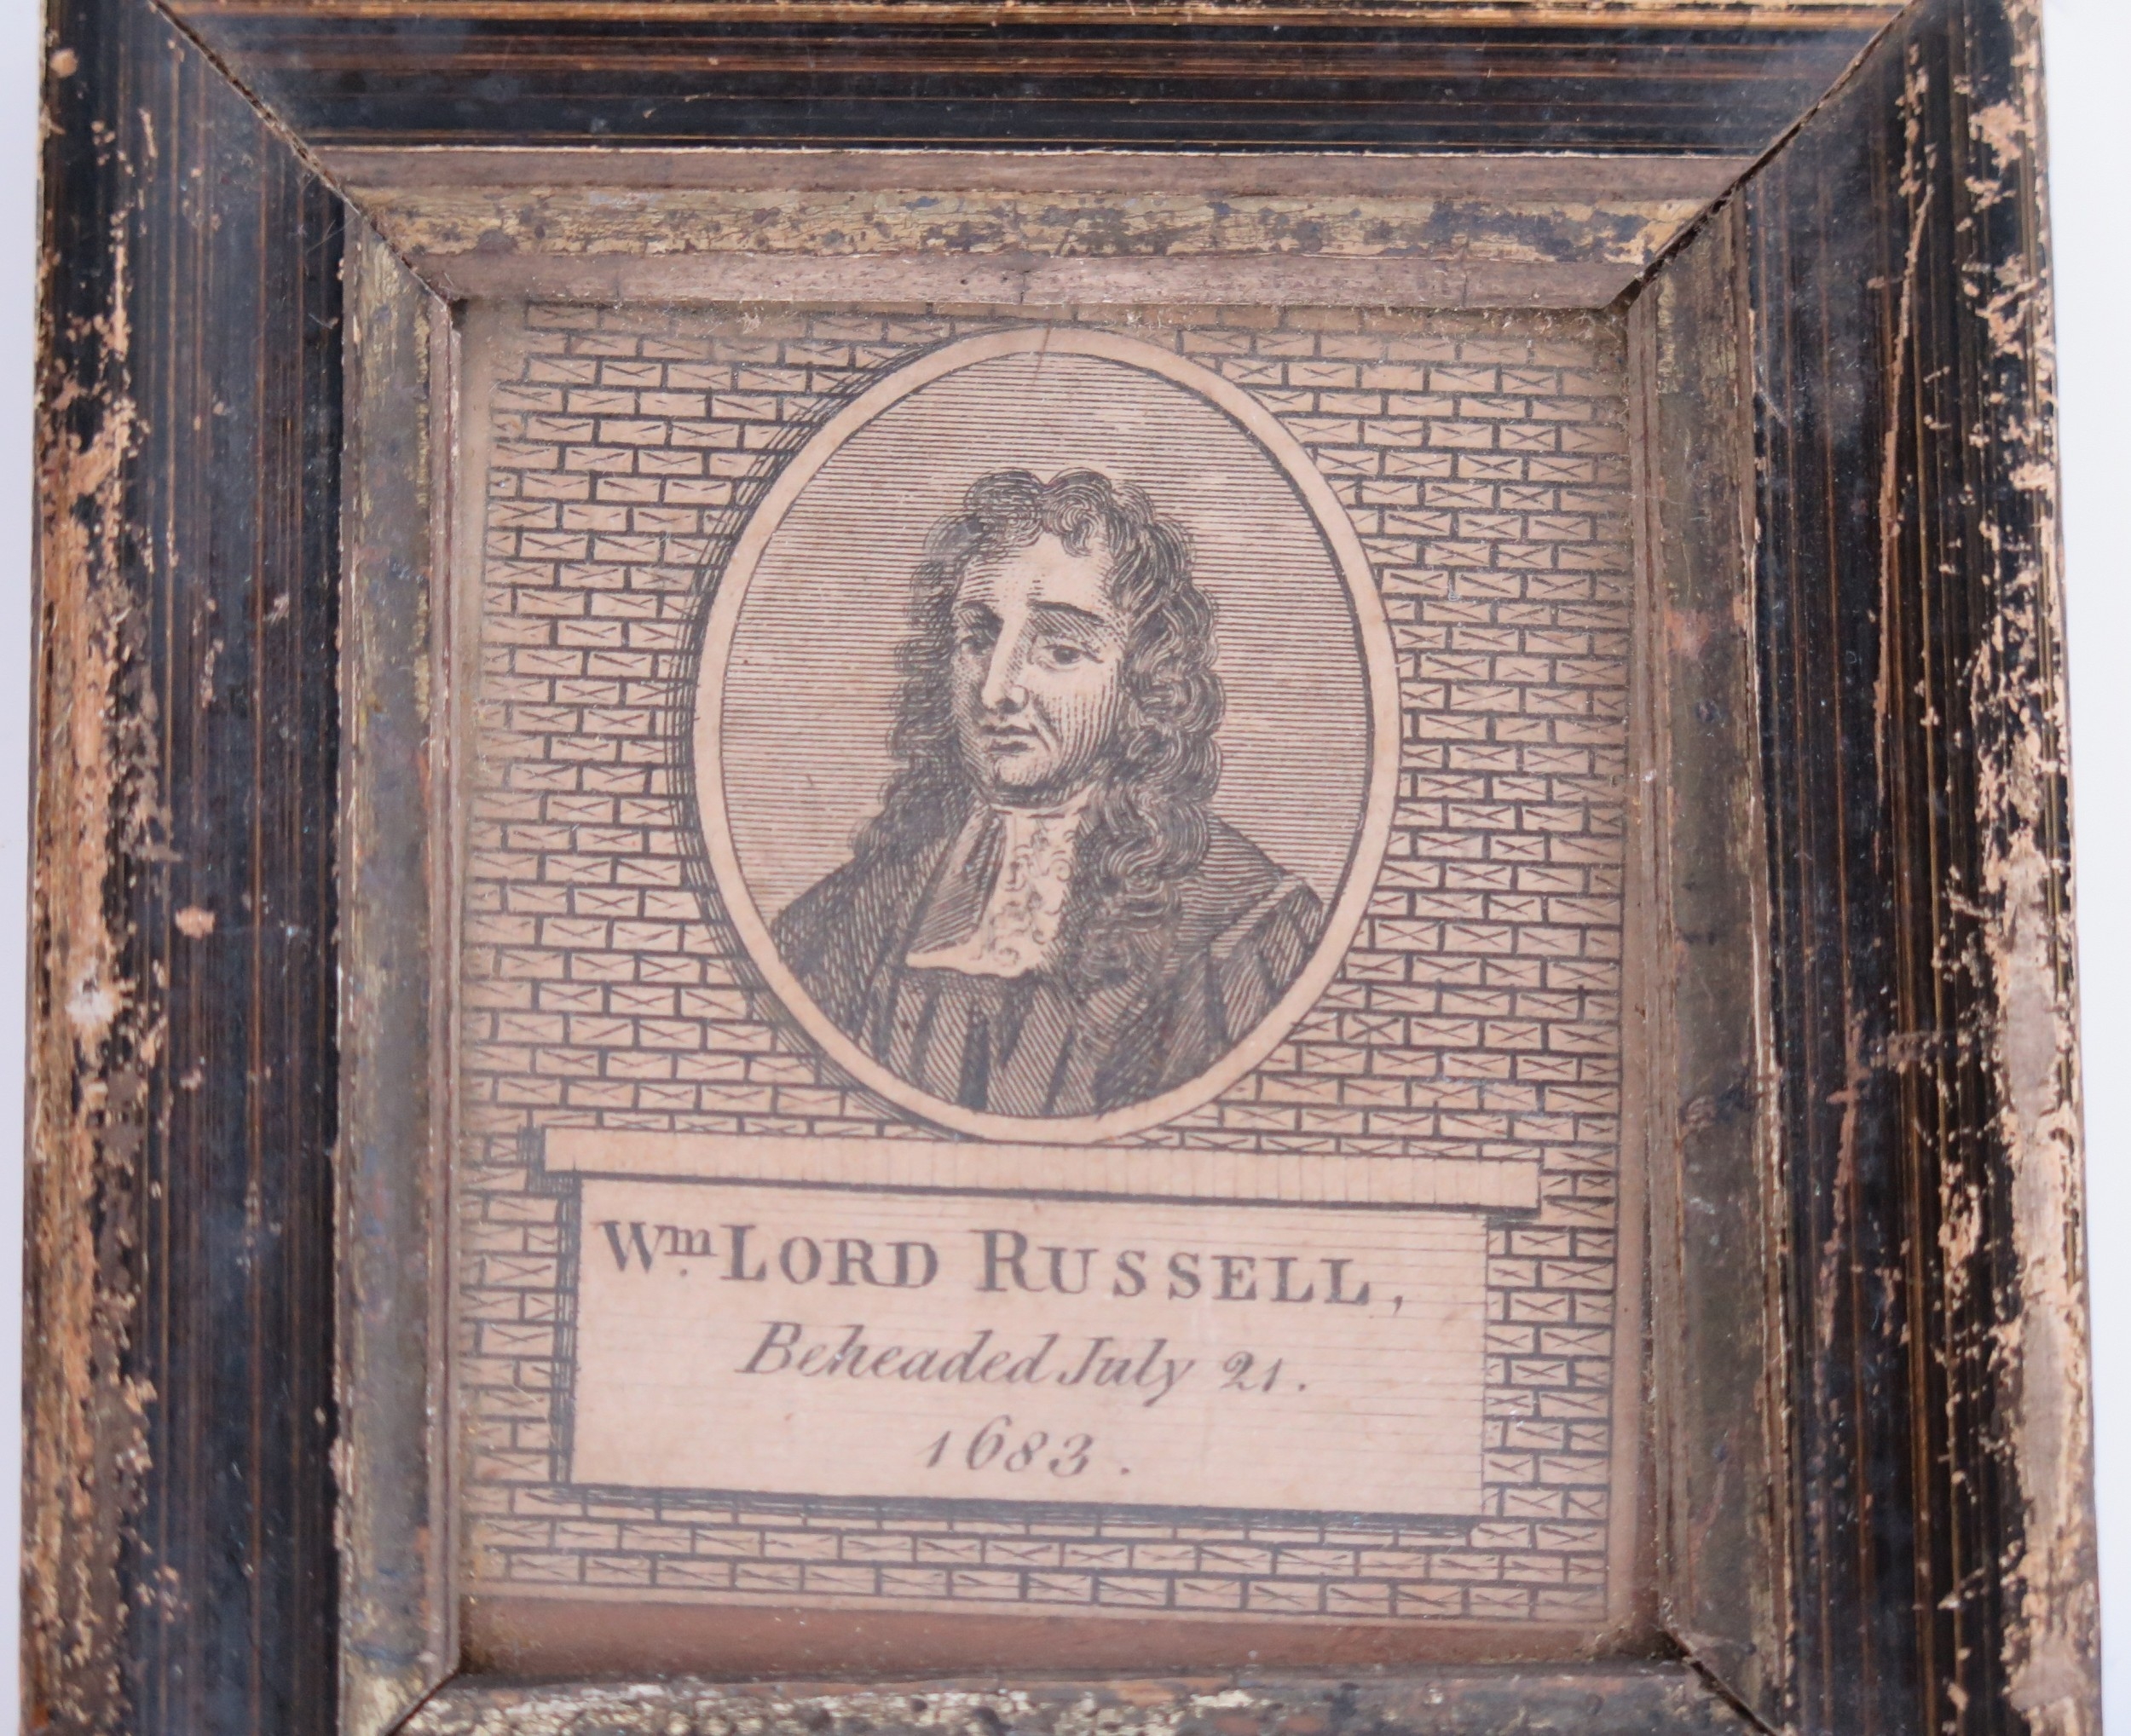 Wm. LORD RUSSELL,
Beheaded July 21.
1683.